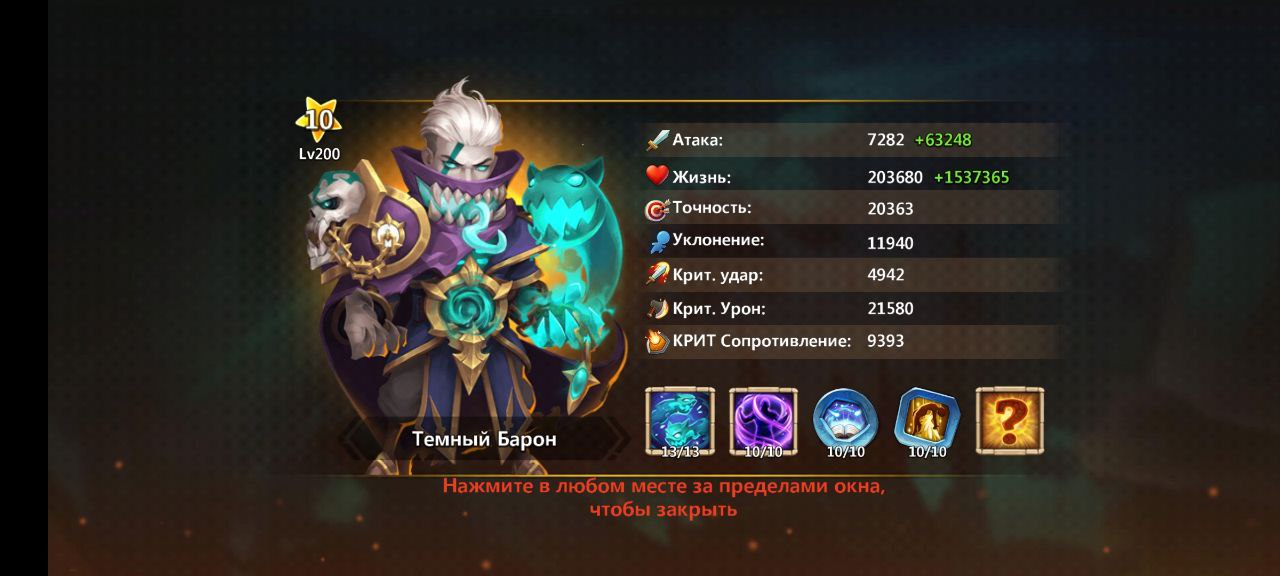 10
Lv200
Атака: 7282 +63248
Жизнь: 203680 +1537365
Точность: 20363
Уклонение: 11940
Крит. удар: 4942
Крит. Урон: 21580
КРИТ Сопротивление: 9393
13/13 10/10 10/10 10/10 ?
Темный Барон
Нажмите в любом месте за пределами окна,
чтобы закрыть